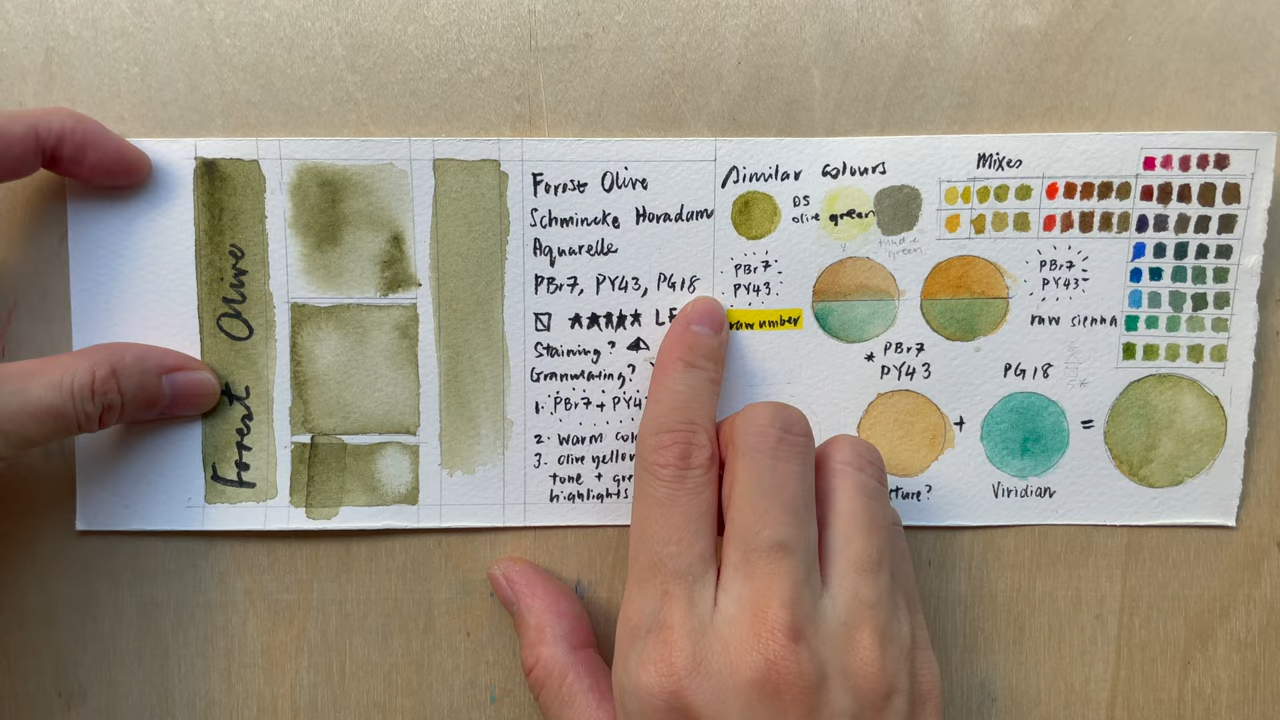 Forest Olive
Forest Olive
Schmincke Horadam
Aquarelle
PBr7, PY43, PG18
★★★★★
Staining?
Granulating?
1. PBr7 + PY4
2. warm
3. olive yellow
tone +
highlights
Similar colours
DS
olive green
PBr7
PY43
raw umber
Mixes
PBr7
PY43
raw sienna
* PBr7
PY43
+
PG18
=
Viridian